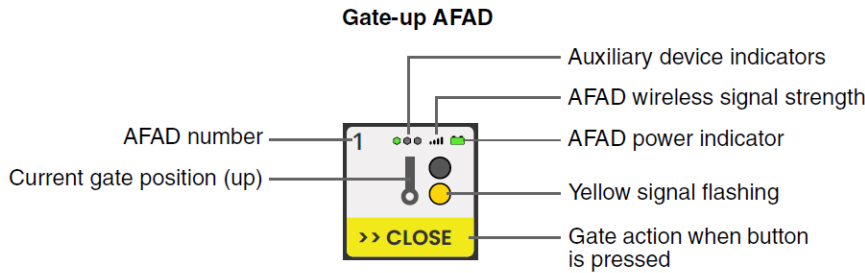 Gate-up AFAD
Auxiliary device indicators
AFAD wireless signal strength
AFAD number
1
AFAD power indicator
Current gate position (up)
Yellow signal flashing
>> CLOSE
Gate action when button
is pressed